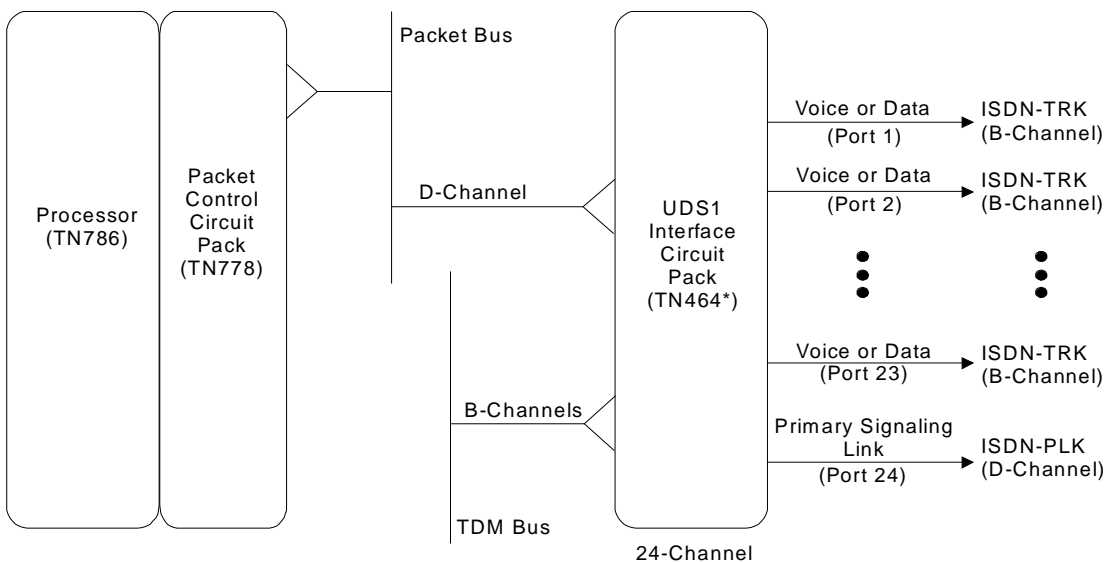 Processor
(TN786)
Packet
Control
Circuit
Pack
(TN778)
Packet Bus
D-Channel
B-Channels
TDM Bus
UDS1
Interface
Circuit
Pack
(TN464*)
24-Channel
Voice or Data
(Port 1)
ISDN-TRK
(B-Channel)
Voice or Data
(Port 2)
ISDN-TRK
(B-Channel)
Voice or Data
(Port 23)
ISDN-TRK
(B-Channel)
Primary Signaling
Link
(Port 24)
ISDN-PLK
(D-Channel)